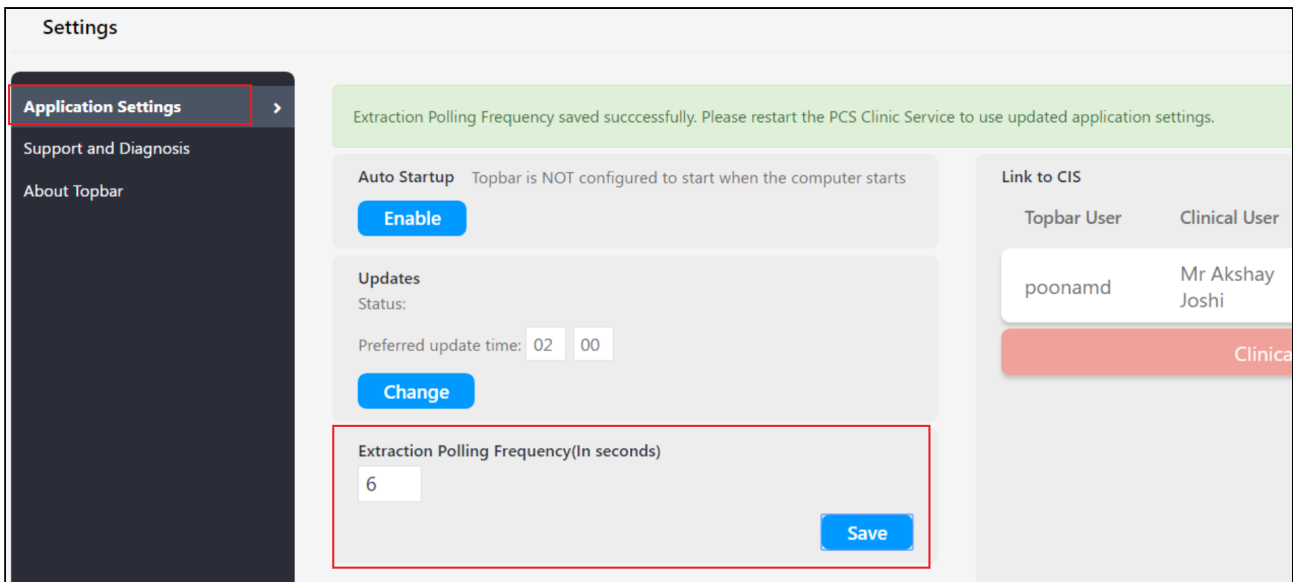 Settings
Application Settings
Support and Diagnosis
About Topbar
Extraction Polling Frequency saved succcessfully. Please restart the PCS Clinic Service to use updated application settings.
Auto Startup Topbar is NOT configured to start when the computer starts
Enable
Updates
Status:
Preferred update time: 02 00
Change
Extraction Polling Frequency(In seconds)
6
Save
Link to CIS
Topbar User Clinical User
poonamd Mr Akshay
Joshi
Clinica